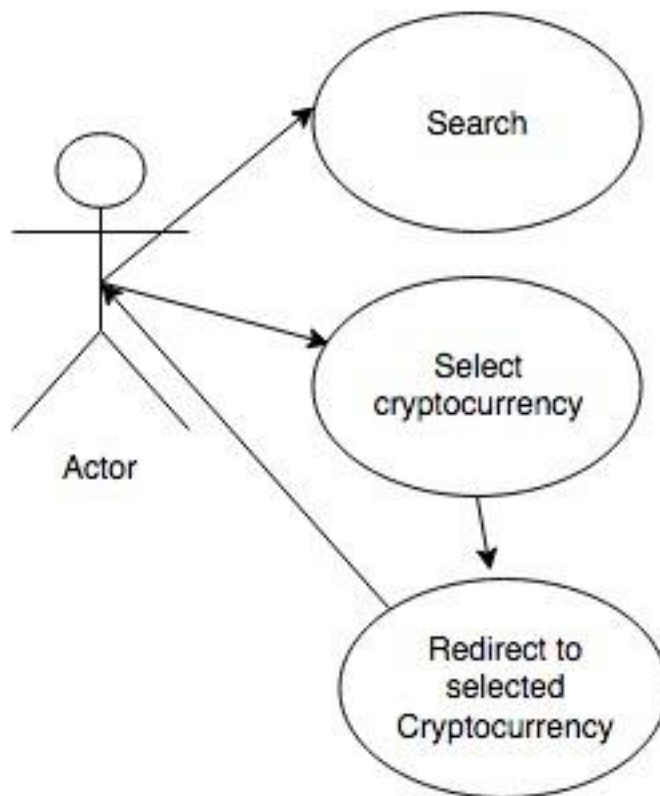 Search
Select
cryptocurrency
Actor
Redirect to
selected
Cryptocurrency